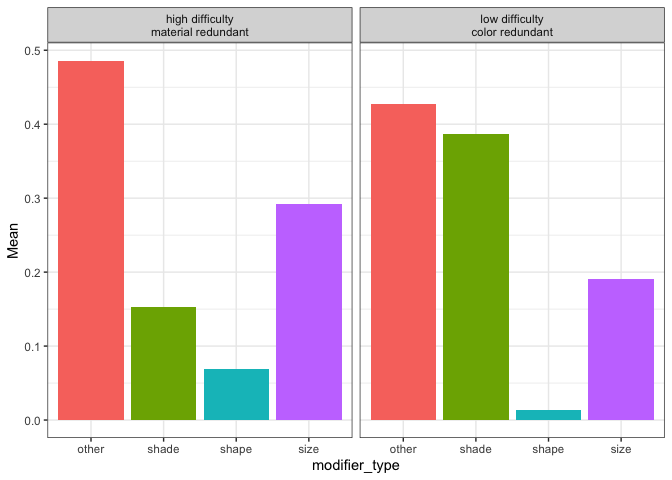 high difficulty
material redundant
low difficulty
color redundant
0.5
0.4
0.3
0.2
0.1
0.0
Mean
other shade shape size
other shade shape size
modifier_type